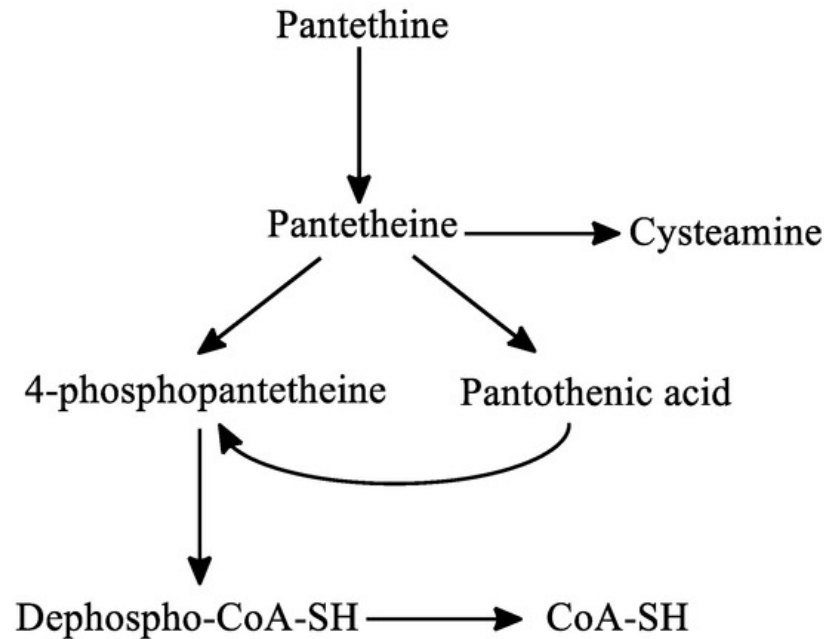 Pantethine
Pantetheine
Cysteamine
4-phosphopantetheine
Pantothenic acid
Dephospho-CoA-SH
CoA-SH